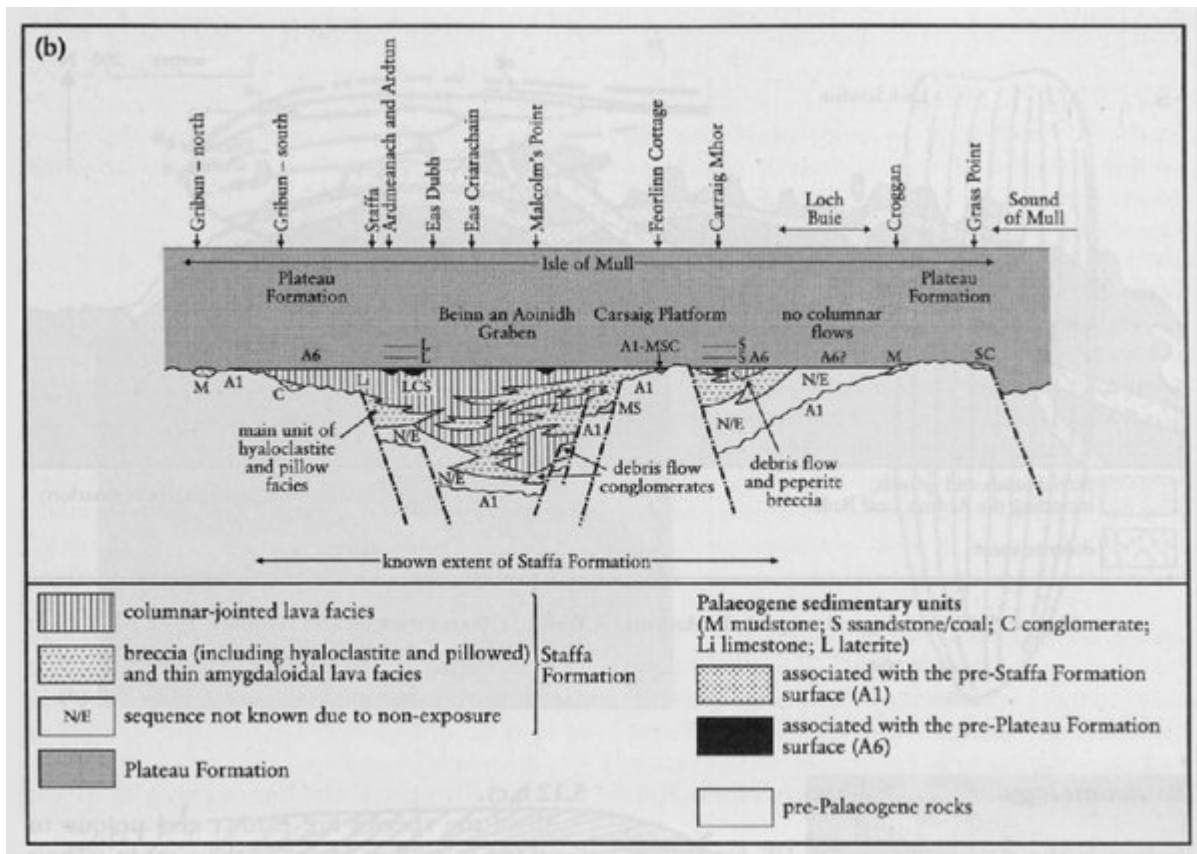 (b)
Gribun – north
Gribun – south
Staffa
Ardmeanach and Ardtun
Eas Dubh
Eas Criarachain
Malcolm's Point
Feorlinn Cottage
Carraig Mhor
Loch
Buie
Croggan
Grass Point
Sound
of Mull
Isle of Mull
Plateau
Formation
Plateau
Formation
Beinn an Aoinidh
Graben
Carsaig Platform
no columnar
flows
A6
L
L
A1-MSC
S
S A6
A6?
M
SC
M
A1
C
Li
LCS
A1
MS
N/E
A1
main unit of
hyaloclastite
and pillow
facies
N/E
A1
N/E
N/E
A1
debris flow
conglomerates
debris flow
and peperite
breccia
known extent of Staffa Formation
columnar-jointed lava facies
breccia (including hyaloclastite and pillowed)
and thin amygdaloidal lava facies
N/E
sequence not known due to non-exposure
Staffa
Formation
Plateau Formation
Palaeogene sedimentary units
(M mudstone; S ssandstone/coal; C conglomerate;
Li limestone; L laterite)
associated with the pre-Staffa Formation
surface (A1)
associated with the pre-Plateau Formation
surface (A6)
pre-Palaeogene rocks